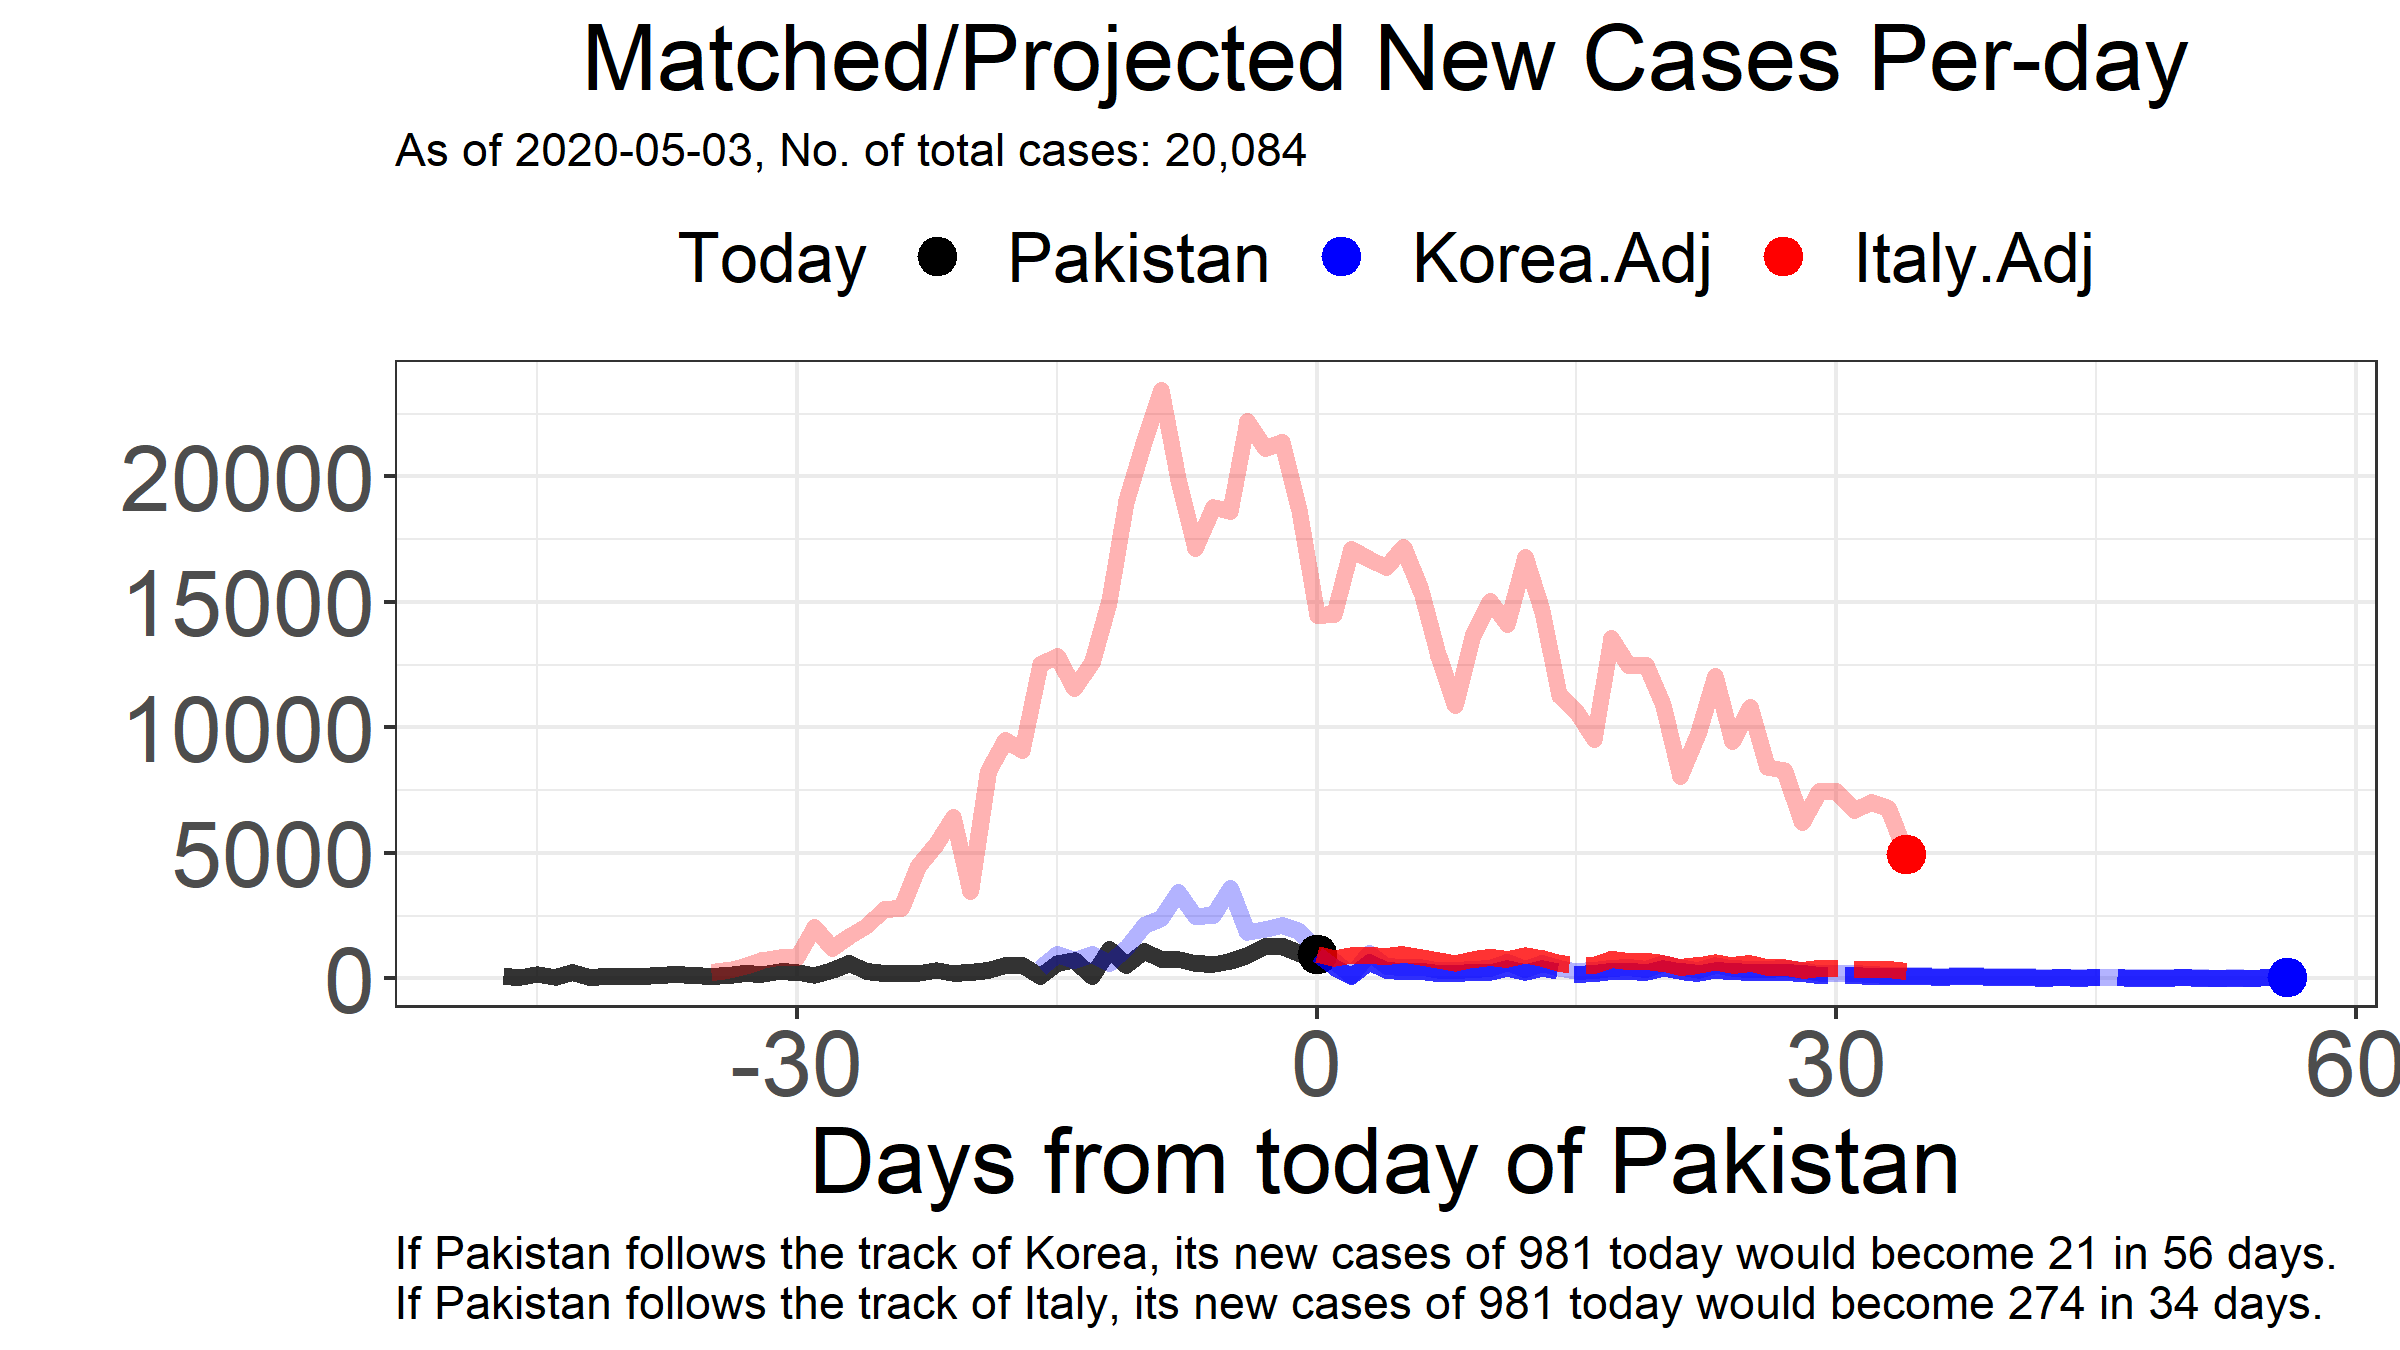 Matched/Projected New Cases Per-day
As of 2020-05-03, No. of total cases: 20,084
Today Pakistan Korea.Adj Italy.Adj
20000
15000
10000
5000
0
-30 0 30 60
Days from today of Pakistan
If Pakistan follows the track of Korea, its new cases of 981 today would become 21 in 56 days.
If Pakistan follows the track of Italy, its new cases of 981 today would become 274 in 34 days.